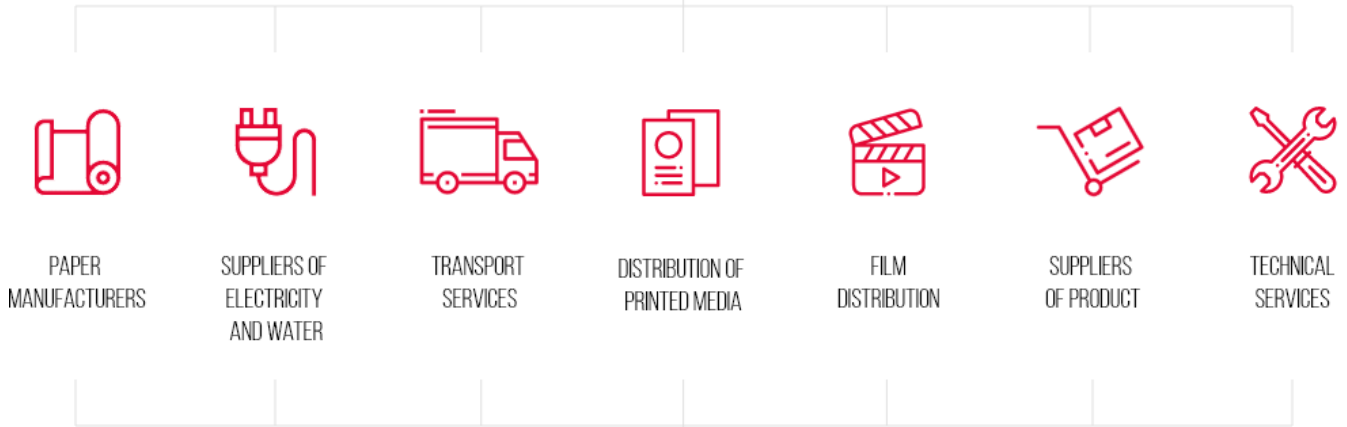 PAPER
MANUFACTURERS
SUPPLIERS OF
ELECTRICITY
AND WATER
TRANSPORT
SERVICES
DISTRIBUTION OF
PRINTED MEDIA
FILM
DISTRIBUTION
SUPPLIERS
OF PRODUCT
TECHNICAL
SERVICES